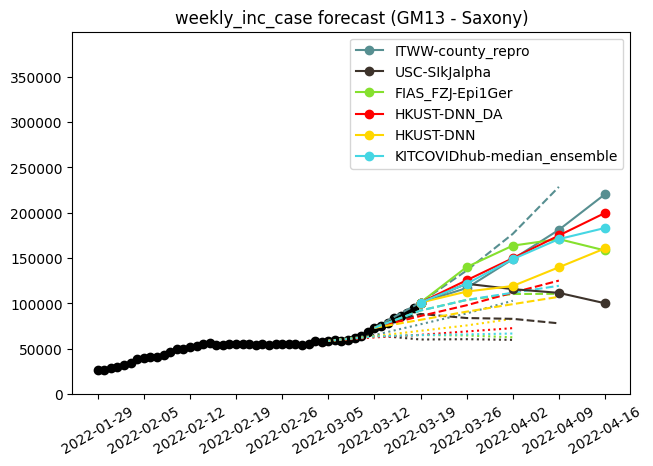 weekly_inc_case forecast (GM13 - Saxony)
350000
300000
250000
200000
150000
100000
50000
0
ITWW-county_repro
USC-SIkJalpha
FIAS_FZJ-Epi1Ger
HKUST-DNN_DA
HKUST-DNN
KITCOVIDhub-median_ensemble
2022-01-29
2022-02-05
2022-02-12
2022-02-19
2022-02-26
2022-03-05
2022-03-12
2022-03-19
2022-03-26
2022-04-02
2022-04-09
2022-04-16